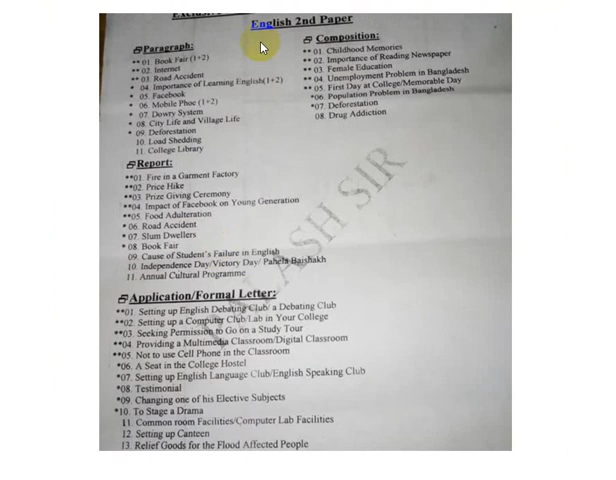 English 2nd Paper
Paragraph:
** 01. Book Fair (1+2)
** 02. Internet
** 03. Road Accident
* 04. Importance of Learning English(1+2)
* 05. Facebook
* 06. Mobile Phoc (1+2)
* 07. Dowry System
* 08. City Life and Village Life
* 09. Deforestation
10. Load Shedding
11. College Library
Composition:
** 01. Childhood Memories
** 02. Importance of Reading Newspaper
** 03. Female Education
** 04. Unemployment Problem in Bangladesh
** 05. First Day at College/Memorable Day
*06. Population Problem in Bangladesh
*07. Deforestation
08. Drug Addiction
Report:
**01. Fire in a Garment Factory
**02. Price Hike
**03. Prize Giving Ceremony
**04. Impact of Facebook on Young Generation
**05. Food Adulteration
* 06. Road Accident
* 07. Slum Dwellers
* 08. Book Fair
09. Cause of Student's Failure in English
10. Independence Day/Victory Day/ Pahela Baishakh
11. Annual Cultural Programme
Application/Formal Letter:
**01. Setting up English Debating Club/ a Debating Club
**02. Setting up a Computer Club/Lab in Your College
**03. Seeking Permission to Go on a Study Tour
**04. Providing a Multimedia Classroom/Digital Classroom
**05. Not to use Cell Phone in the Classroom
*06. A Seat in the College Hostel
*07. Setting up English Language Club/English Speaking Club
*08. Testimonial
*09. Changing one of his Elective Subjects
*10. To Stage a Drama
11. Common room Facilities/Computer Lab Facilities
12. Setting up Canteen
13. Relief Goods for the Flood Affected People
PALASH SIR